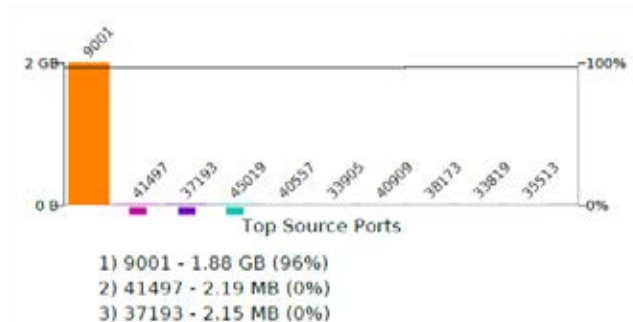 9001
2 GB
100%
41497
37193
45019
40557
33905
40909
38173
33819
35513
0 B
0%
Top Source Ports
1) 9001 - 1.88 GB (96%)
2) 41497 - 2.19 MB (0%)
3) 37193 - 2.15 MB (0%)